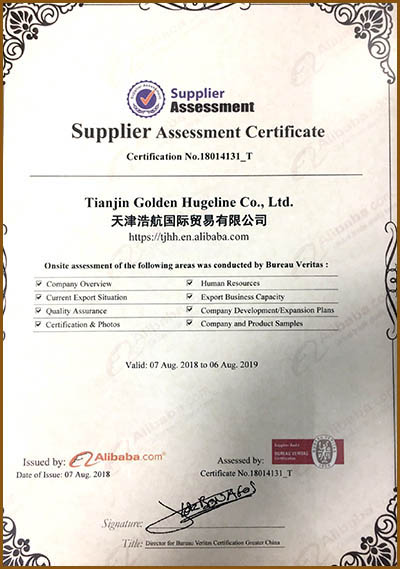 Supplier Assessment
Supplier
Assessment
Supplier Assessment Certificate
Certification No.18014131_T
Tianjin Golden Hugeline Co., Ltd.
天津浩航国际贸易有限公司
https://tjhh.en.alibaba.com
Onsite assessment of the following areas was conducted by Bureau Veritas :
Company Overview
Human Resources
Current Export Situation
Export Business Capacity
Quality Assurance
Company Development/Expansion Plans
Certification & Photos
Company and Product Samples
Valid: 07 Aug. 2018 to 06 Aug. 2019
Issued by: Alibaba.com®
Date of Issue: 07 Aug. 2018
Assessed by:
BUREAU VERITAS
Certification
Certificate No.18014131_T
Signature:
Title: Director for Bureau Veritas Certification Greater China
Alibaba.com